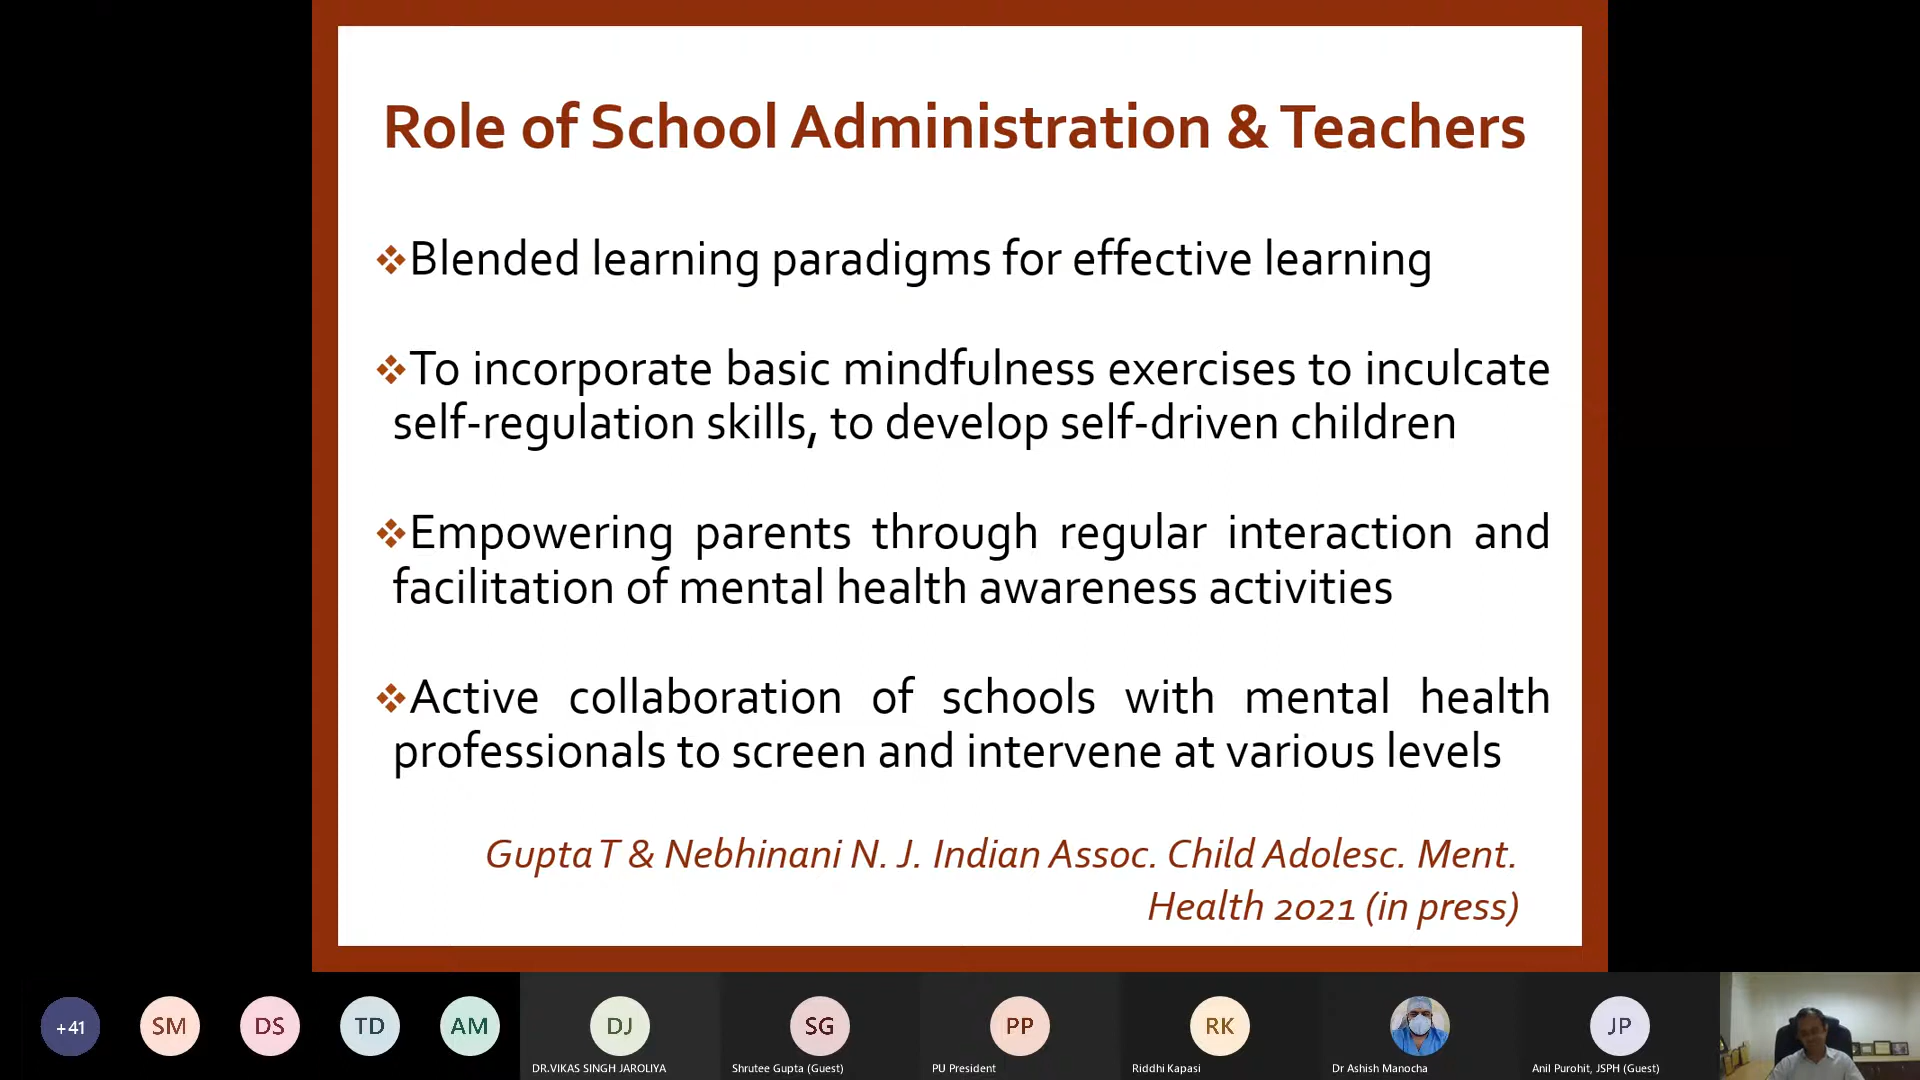 Role of School Administration & Teachers
❖Blended learning paradigms for effective learning
❖To incorporate basic mindfulness exercises to inculcate
self-regulation skills, to develop self-driven children
❖Empowering parents through regular interaction and
facilitation of mental health awareness activities
❖Active collaboration of schools with mental health
professionals to screen and intervene at various levels
Gupta T & Nebhinani N. J. Indian Assoc. Child Adolesc. Ment.
Health 2021 (in press)
+41 SM DS TD AM DJ SG PP RK JP
DR.VIKAS SINGH JAROLIYA Shrutee Gupta (Guest) PU President Riddhi Kapasi Dr Ashish Manocha Anil Purohit, JSPH (Guest)